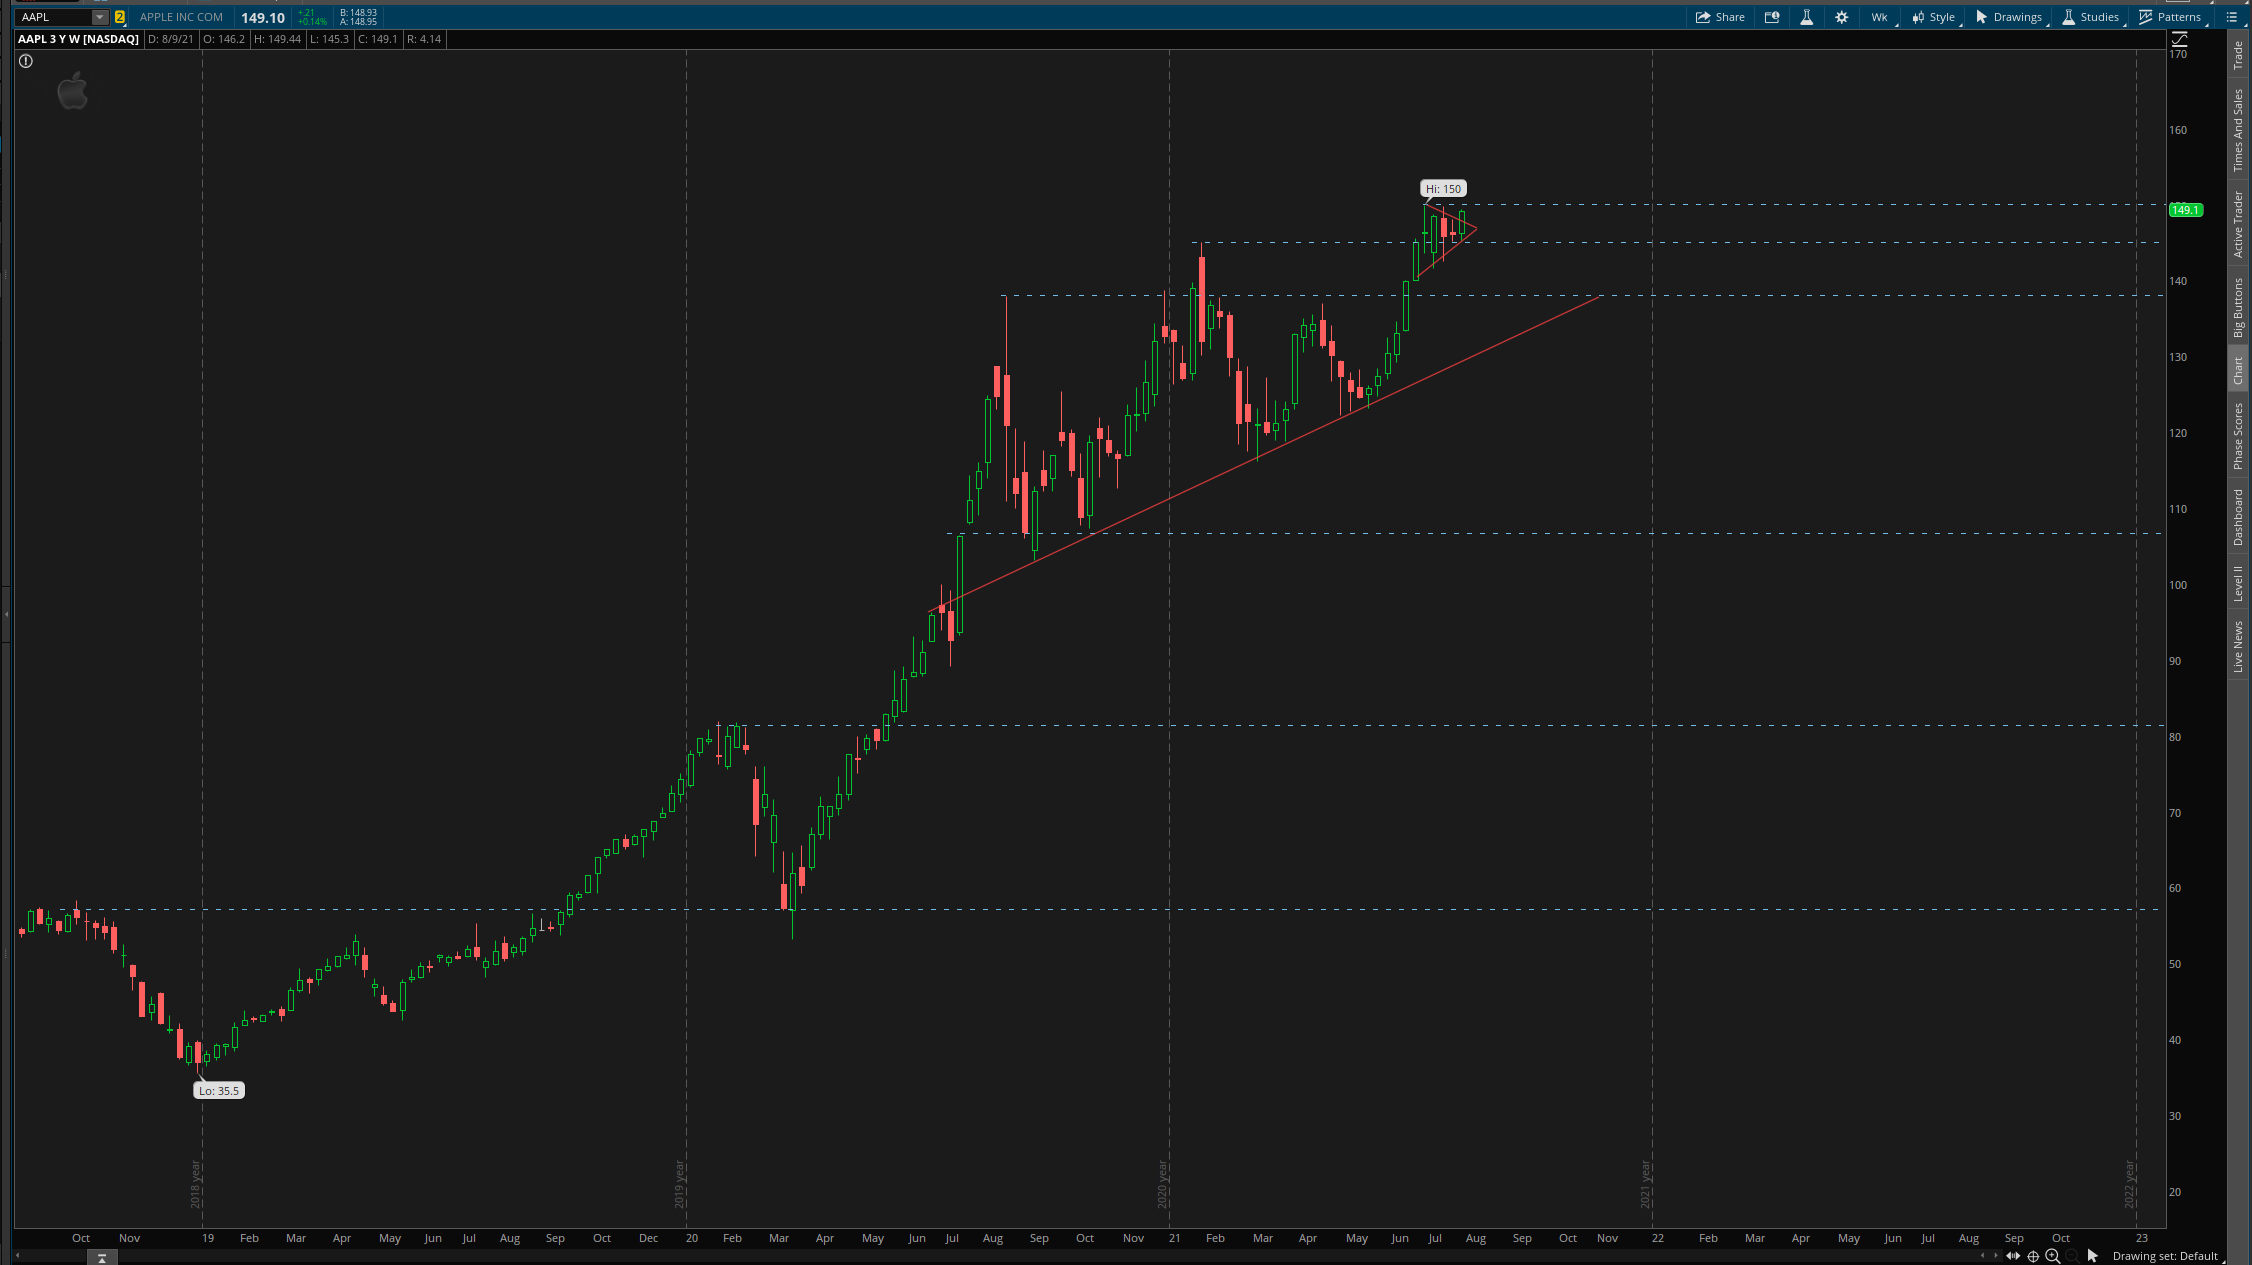 AAPL 2 APPLE INC COM 149.10 +.21 +0.14% B: 148.93 A: 148.95 Share Wk Style Drawings Studies Patterns
AAPL 3 Y W [NASDAQ] D: 8/9/21 O: 146.2 H: 149.44 L: 145.3 C: 149.1 R: 4.14
Hi: 150
Lo: 35.5
170
160
149.1
140
130
120
110
100
90
80
70
60
50
40
30
20
2018 year
2019 year
2020 year
2021 year
2022 year
Oct Nov 19 Feb Mar Apr May Jun Jul Aug Sep Oct Dec 20 Feb Mar Apr May Jun Jul Aug Sep Oct Nov 21 Feb Mar Apr May Jun Jul Aug Sep Oct Nov 22 Feb Mar Apr May Jun Jul Aug Sep Oct 23
Drawing set: Default
Trade
Times And Sales
Active Trader
Big Buttons
Chart
Phase Scores
Dashboard
Level II
Live News